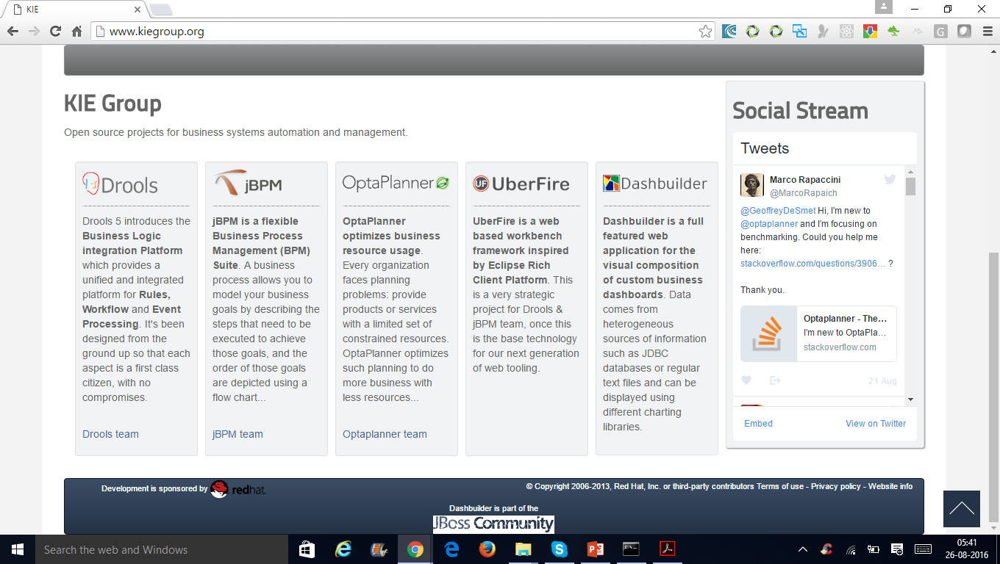 KIE
www.kiegroup.org
KIE Group
Open source projects for business systems automation and management.
Drools
Drools 5 introduces the
Business Logic
integration Platform
which provides a
unified and integrated
platform for Rules,
Workflow and Event
Processing. It's been
designed from the
ground up so that each
aspect is a first class
citizen, with no
compromises.
Drools team
jBPM
jBPM is a flexible
Business Process
Management (BPM)
Suite. A business
process allows you to
model your business
goals by describing the
steps that need to be
executed to achieve
those goals, and the
order of those goals
are depicted using a
flow chart...
jBPM team
OptaPlanner
OptaPlanner
optimizes business
resource usage.
Every organization
faces planning
problems: provide
products or services
with a limited set of
constrained resources.
OptaPlanner optimizes
such planning to do
more business with
less resources...
Optaplanner team
UF UberFire
UberFire is a web
based workbench
framework inspired
by Eclipse Rich
Client Platform. This
is a very strategic
project for Drools &
jBPM team, once this
is the base technology
for our next generation
of web tooling.
Dashbuilder
Dashbuilder is a full
featured web
application for the
visual composition
of custom business
dashboards. Data
comes from
heterogeneous
sources of information
such as JDBC
databases or regular
text files and can be
displayed using
different charting
libraries.
Social Stream
Tweets
Marco Rapaccini
@MarcoRapaich
@GeoffreyDeSmet Hi, I'm new to
@optaplanner and I'm focusing on
benchmarking. Could you help me
here:
stackoverflow.com/questions/3906... ?
Thank you.
Optaplanner - The...
I'm new to OptaPla...
stackoverflow.com
21 Aug
Embed
View on Twitter
Development is sponsored by redhat.
© Copyright 2006-2013, Red Hat, Inc. or third-party contributors Terms of use - Privacy policy - Website info
Dashbuilder is part of the
JBoss Community
Search the web and Windows
05:41
26-08-2016